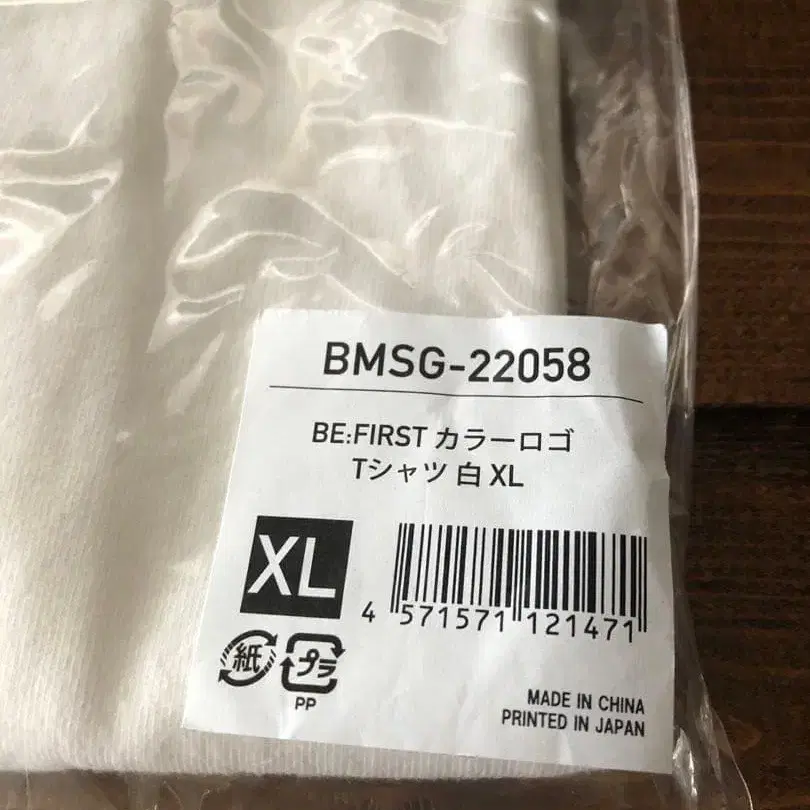 BMSG-22058
BE:FIRST カラーロゴ
Tシャツ 白 XL
XL
4 571571 121471
紙
プラ
PP
MADE IN CHINA
PRINTED IN JAPAN